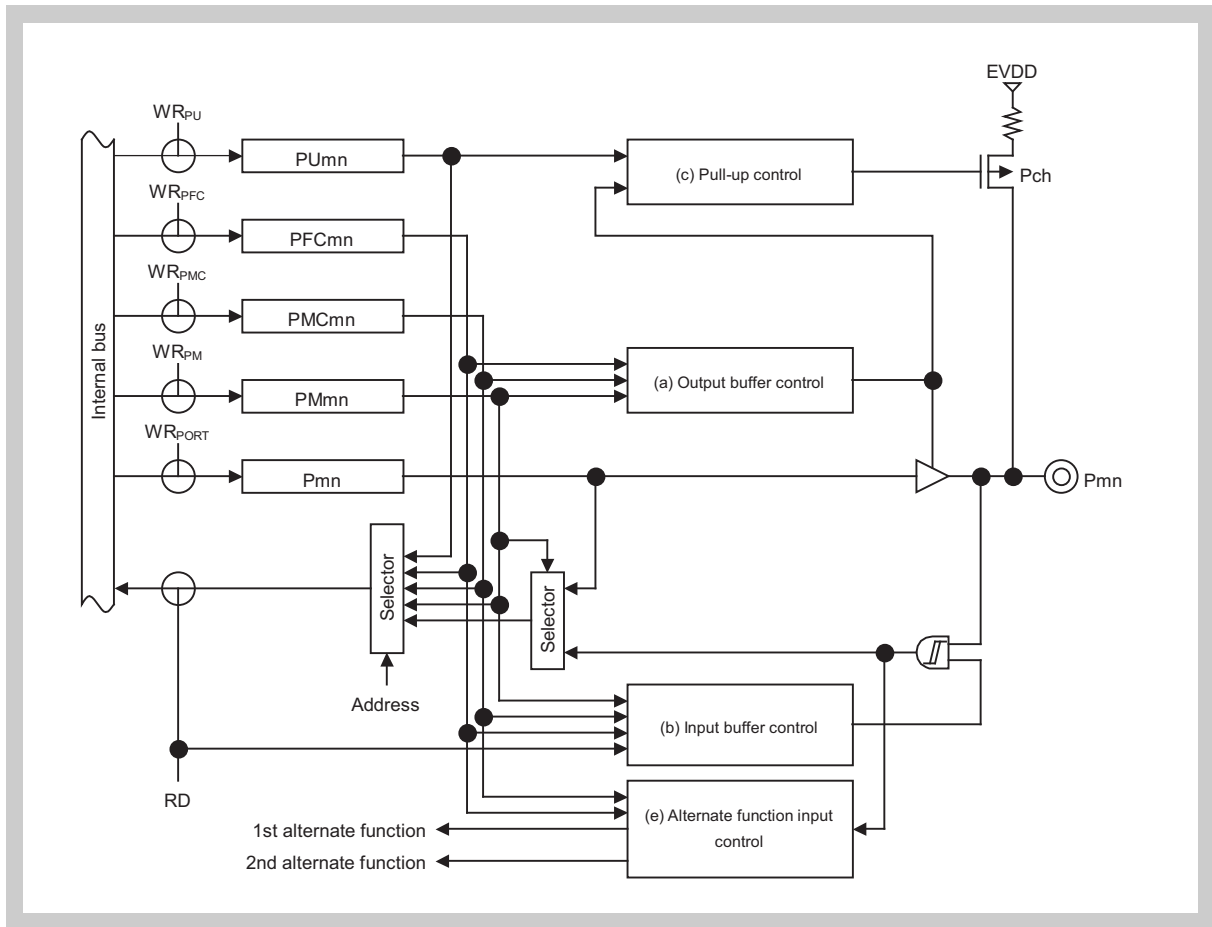 EVDD
WRPU
PUmn
(c) Pull-up control
Pch
WRPFC
PFCmn
WRPMC
PMCmn
Internal bus
WRPM
PMmn
(a) Output buffer control
WRPORT
Pmn
Pmn
Selector
Selector
Address
(b) Input buffer control
RD
(e) Alternate function input
control
1st alternate function
2nd alternate function